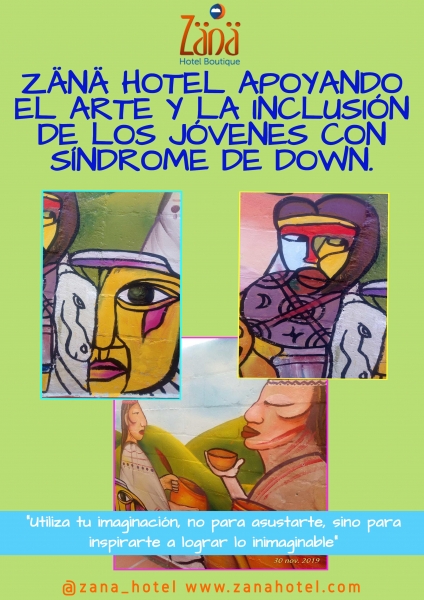 Zänä
Hotel Boutique
ZÄNÄ HOTEL APOYANDO
EL ARTE Y LA INCLUSIÓN
DE LOS JÓVENES CON
SÍNDROME DE DOWN.
"Utiliza tu imaginación, no para asustarte, sino para
inspirarte a lograr lo inimaginable"
30 nov. 2019
@zana_hotel www.zanahotel.com